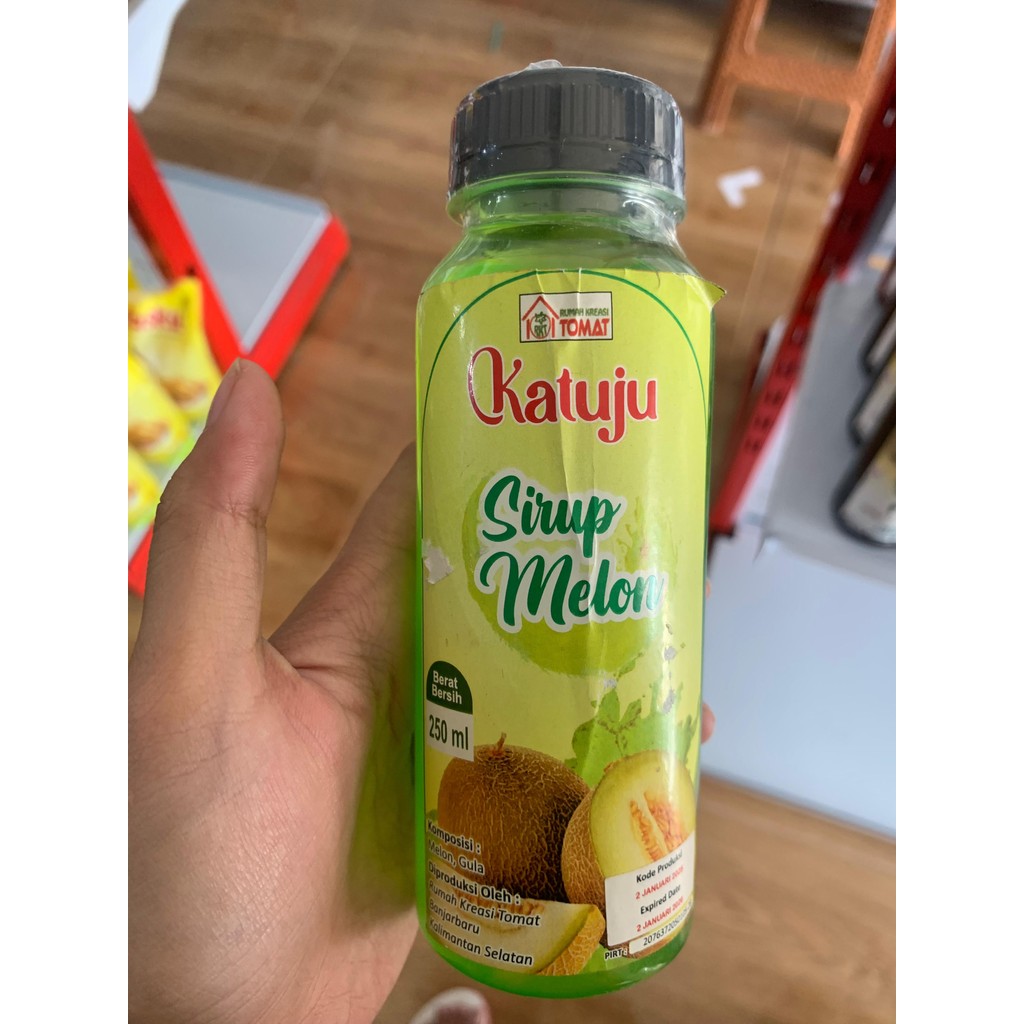 RUMAH KREASI
TOMAT
RKT
Katuju
Sirup
Melon
Berat
Bersih
250 ml
Komposisi :
Melon, Gula
Diproduksi Oleh :
Rumah Kreasi Tomat
Banjarbaru
Kalimantan Selatan
Kode Produksi
2 JANUARI
Expired Date
2 JANUARI
PIRT: